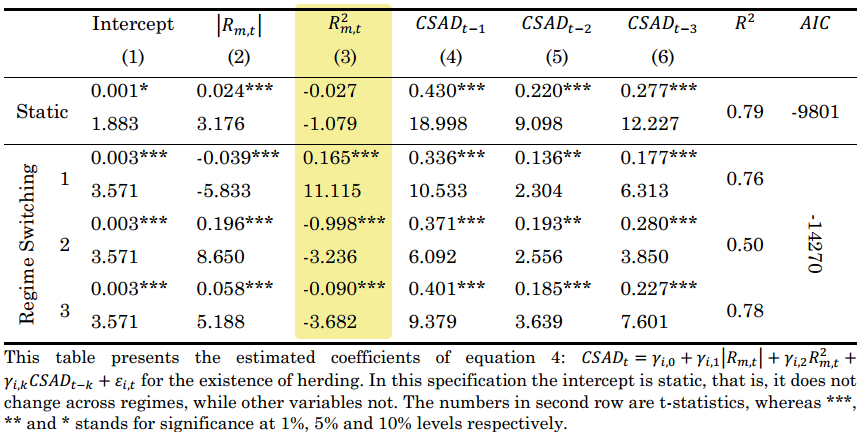 Intercept |R_{m,t}| R^2_{m,t} CSAD_{t−1} CSAD_{t−2} CSAD_{t−3} R^2 AIC
(1) (2) (3) (4) (5) (6)
Static 0.001* 0.024*** -0.027 0.430*** 0.220*** 0.277*** 0.79 -9801
1.883 3.176 -1.079 18.998 9.098 12.227
Regime Switching
1 0.003*** -0.039*** 0.165*** 0.336*** 0.136** 0.177*** 0.76
3.571 -5.833 11.115 10.533 2.304 6.313
2 0.003*** 0.196*** -0.998*** 0.371*** 0.193** 0.280*** 0.50
3.571 8.650 -3.236 6.092 2.556 3.850
3 0.003*** 0.058*** -0.090*** 0.401*** 0.185*** 0.227*** 0.78
3.571 5.188 -3.682 9.379 3.639 7.601
-14270
This table presents the estimated coefficients of equation 4: CSAD_t = γ_{i,0} + γ_{i,1}|R_{m,t}| + γ_{i,2}R^2_{m,t} +
γ_{i,k}CSAD_{t−k} + ε_{i,t} for the existence of herding. In this specification the intercept is static, that is, it does not
change across regimes, while other variables not. The numbers in second row are t-statistics, whereas ***,
** and * stands for significance at 1%, 5% and 10% levels respectively.